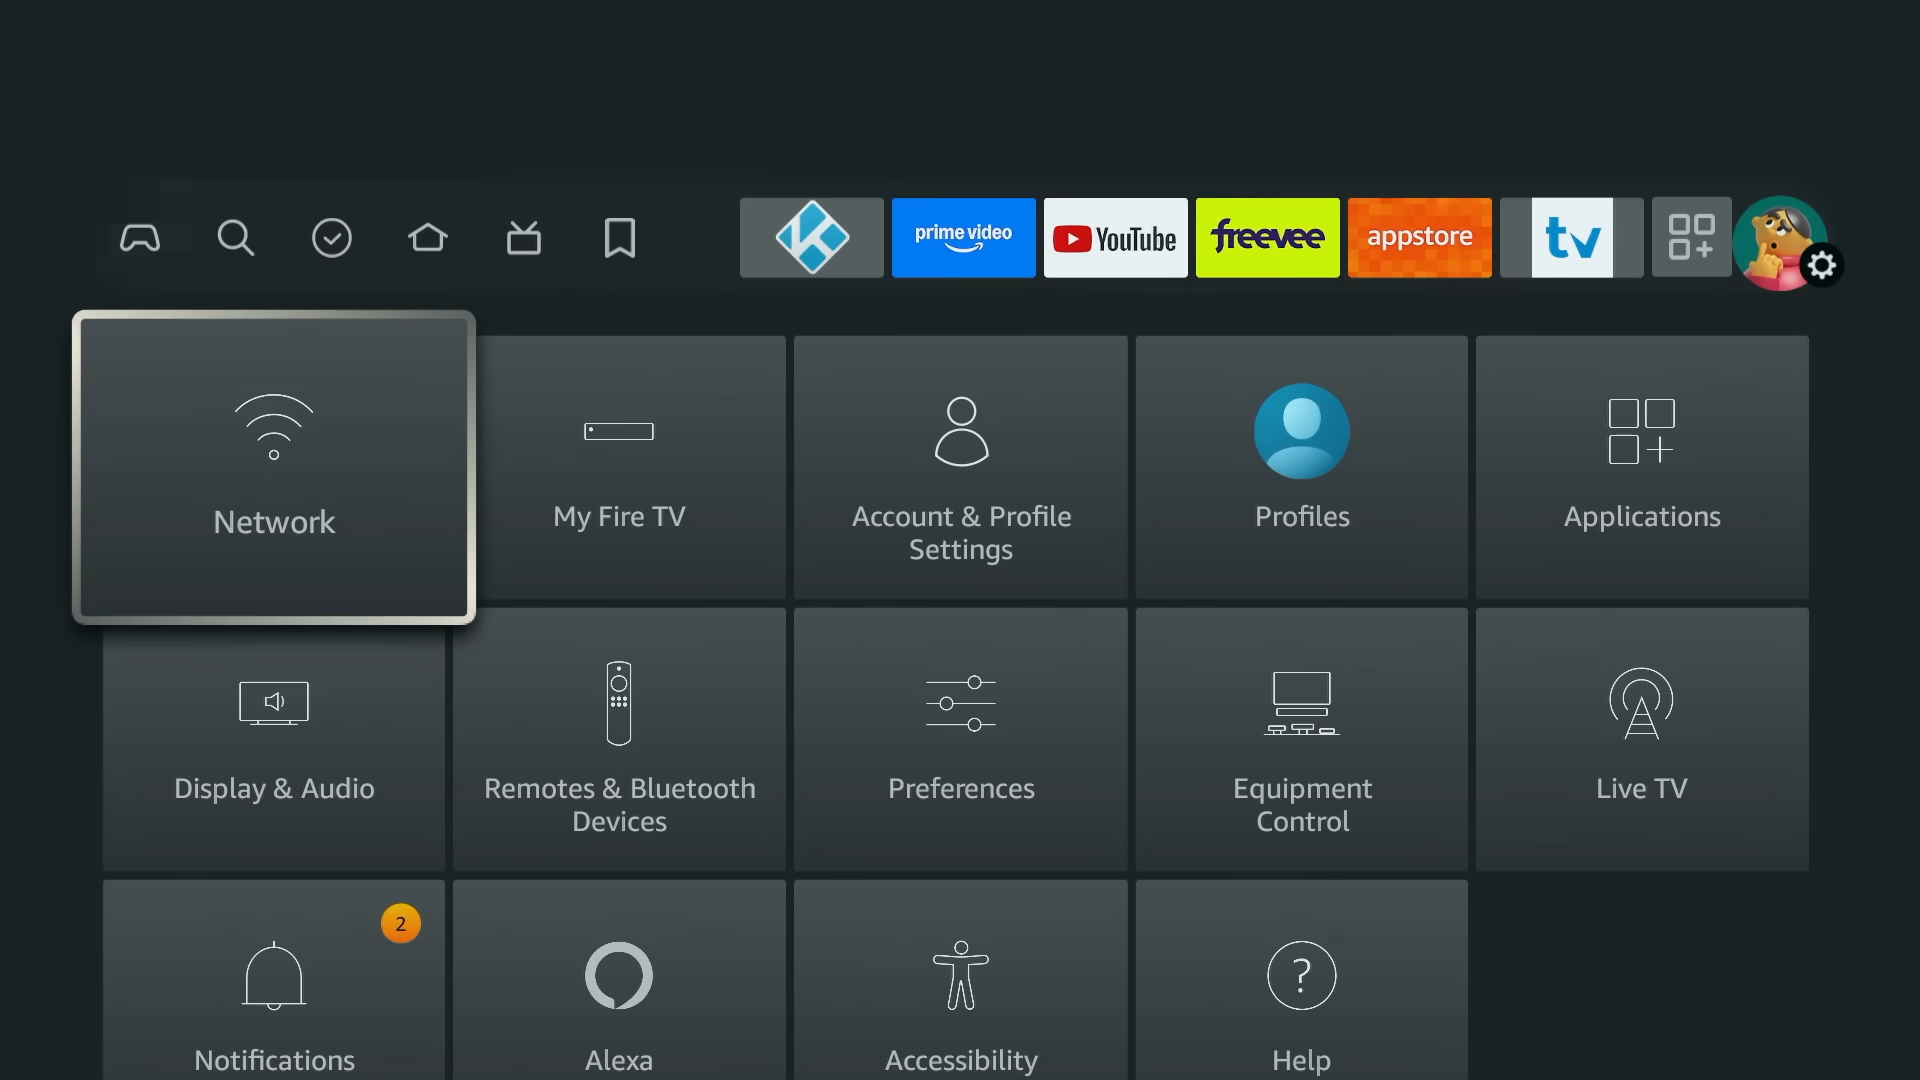 prime video
YouTube
freevee
appstore
tv
Network
My Fire TV
Account & Profile
Settings
Profiles
Applications
Display & Audio
Remotes & Bluetooth
Devices
Preferences
Equipment
Control
Live TV
2
Notifications
Alexa
Accessibility
?
Help